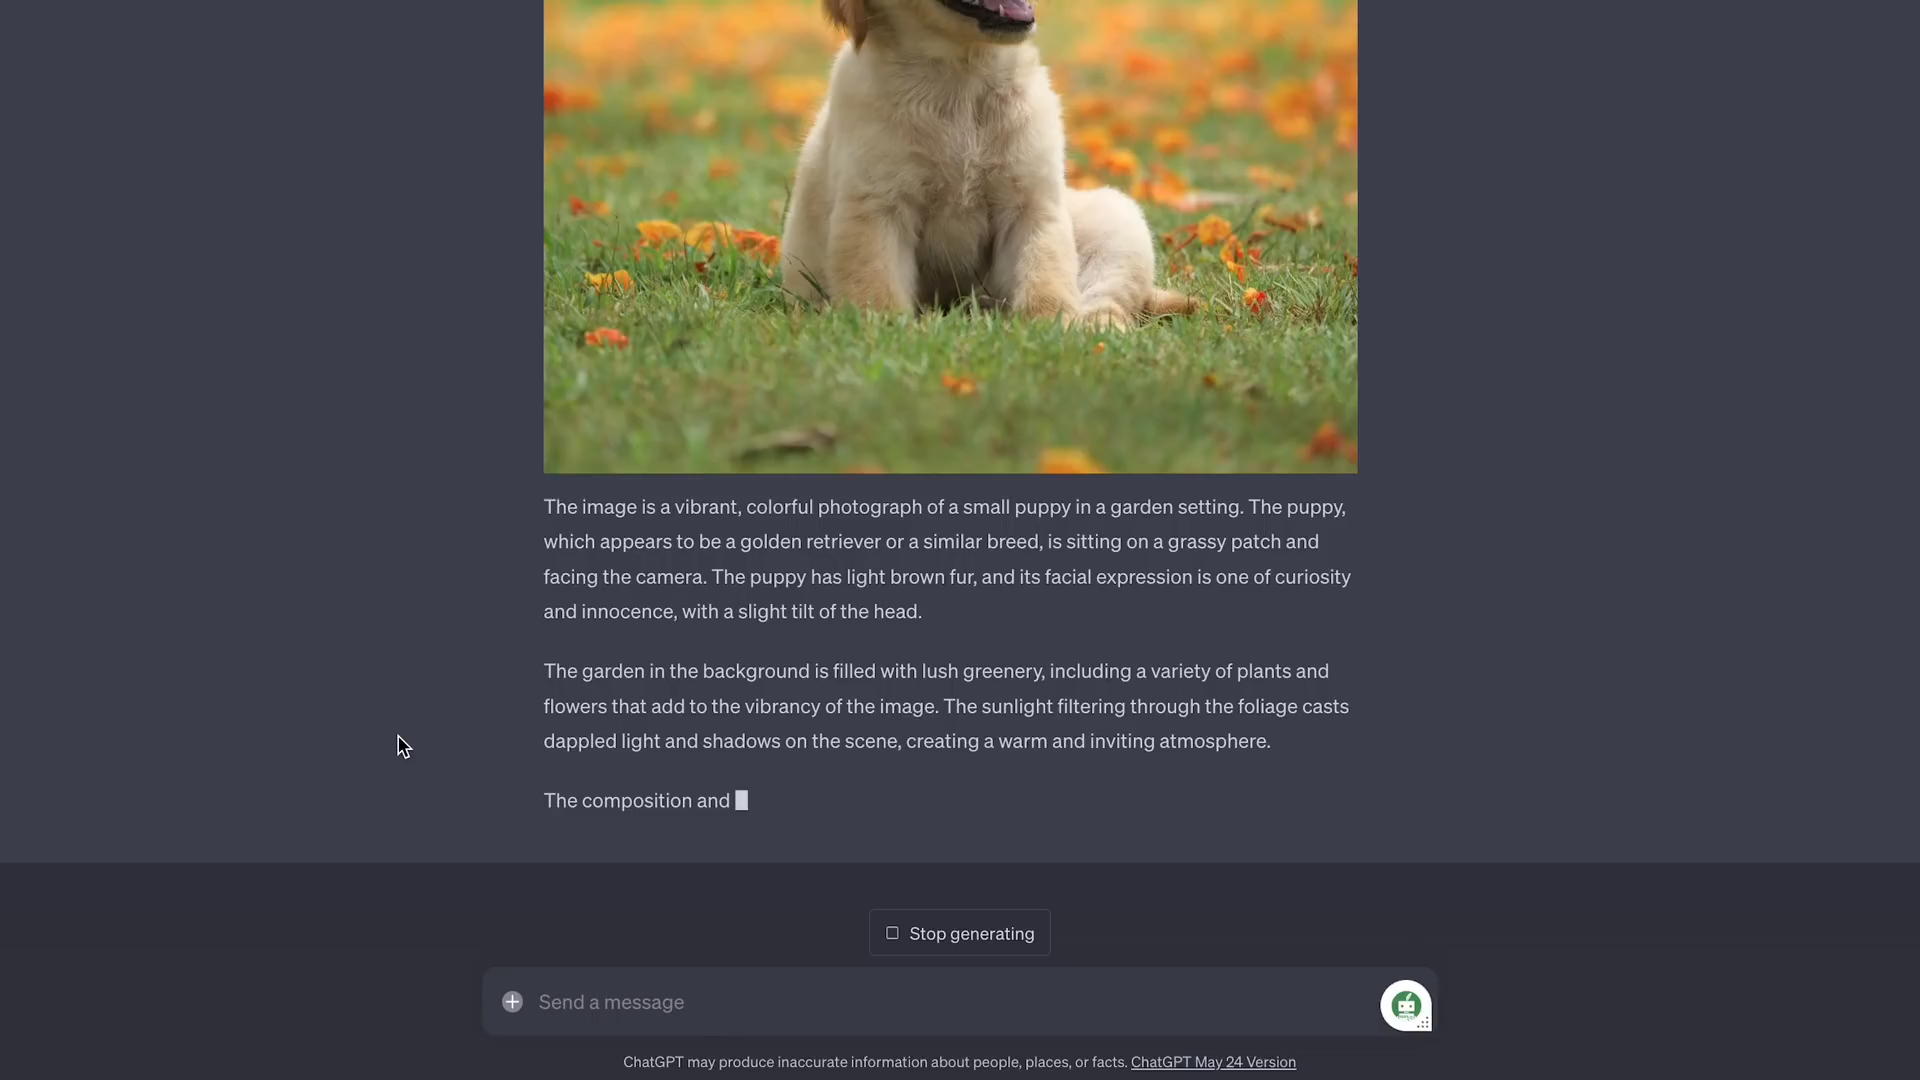 The image is a vibrant, colorful photograph of a small puppy in a garden setting. The puppy,
which appears to be a golden retriever or a similar breed, is sitting on a grassy patch and
facing the camera. The puppy has light brown fur, and its facial expression is one of curiosity
and innocence, with a slight tilt of the head.
The garden in the background is filled with lush greenery, including a variety of plants and
flowers that add to the vibrancy of the image. The sunlight filtering through the foliage casts
dappled light and shadows on the scene, creating a warm and inviting atmosphere.
The composition and
Stop generating
Send a message
ChatGPT may produce inaccurate information about people, places, or facts. ChatGPT May 24 Version